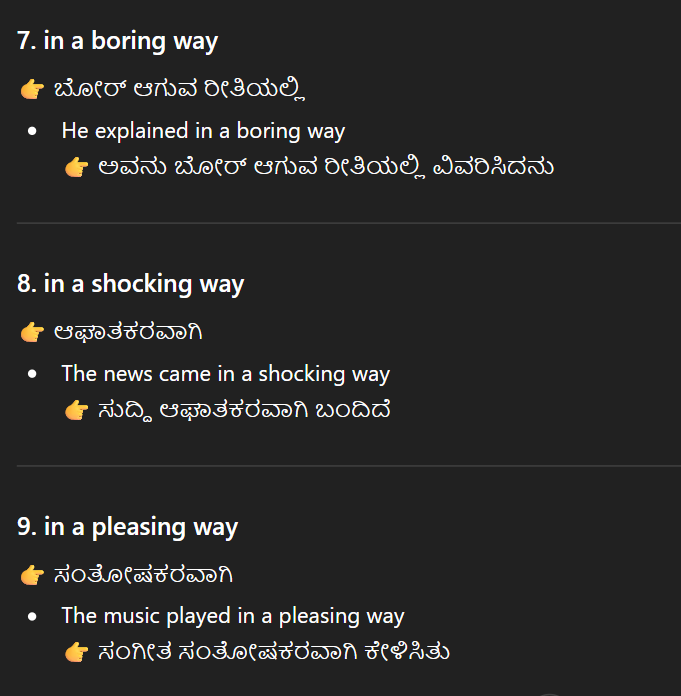 7. in a boring way
👉 ಬೋರ್ ಆಗುವ ರೀತಿಯಲ್ಲಿ
• He explained in a boring way
👉 ಅವನು ಬೋರ್ ಆಗುವ ರೀತಿಯಲ್ಲಿ ವಿವರಿಸಿದನು
8. in a shocking way
👉 ಆಘಾತಕರವಾಗಿ
• The news came in a shocking way
👉 ಸುದ್ದಿ ಆಘಾತಕರವಾಗಿ ಬಂದಿದೆ
9. in a pleasing way
👉 ಸಂತೋಷಕರವಾಗಿ
• The music played in a pleasing way
👉 ಸಂಗೀತ ಸಂತೋಷಕರವಾಗಿ ಕೇಳಿಸಿತು